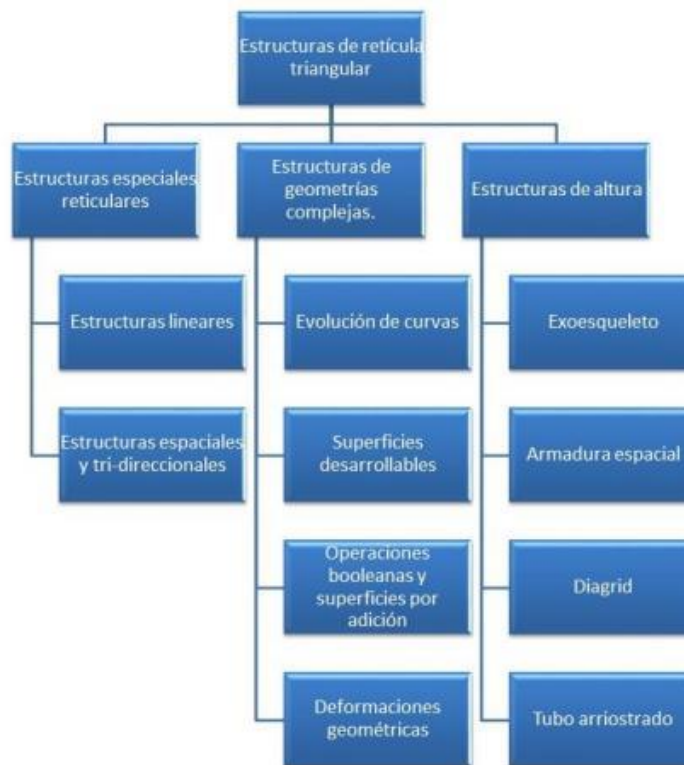 Estructuras de retícula
triangular
Estructuras especiales
reticulares
Estructuras de
geometrías
complejas.
Estructuras de altura
Estructuras lineares
Estructuras espaciales
y tri-direccionales
Evolución de curvas
Superficies
desarrollables
Operaciones
booleanas y
superficies por
adición
Deformaciones
geométricas
Exoesqueleto
Armadura espacial
Diagrid
Tubo arriostrado